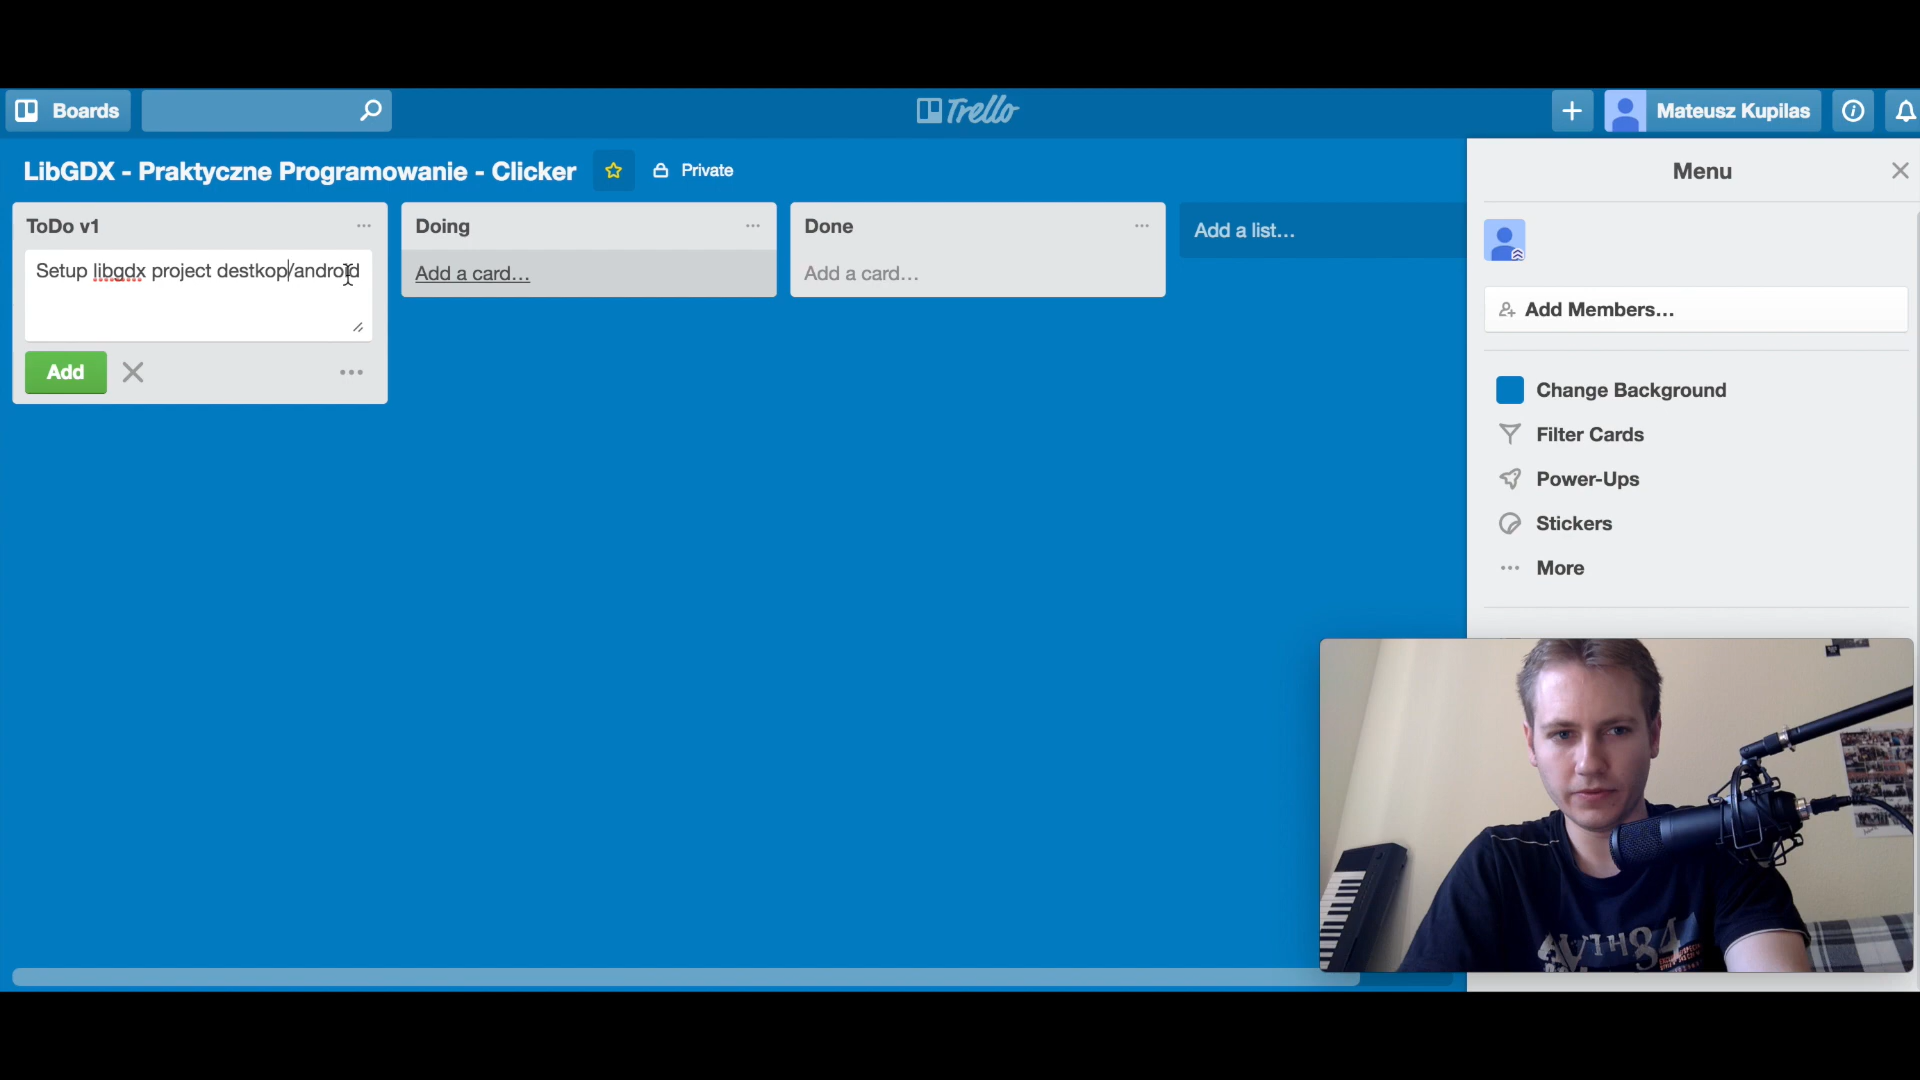 Boards
Trello
Mateusz Kupilas
LibGDX - Praktyczne Programowanie - Clicker
Private
ToDo v1
Setup libgdx project destkop/android
Add
Doing
Add a card...
Done
Add a card...
Add a list...
Menu
Add Members...
Change Background
Filter Cards
Power-Ups
Stickers
More